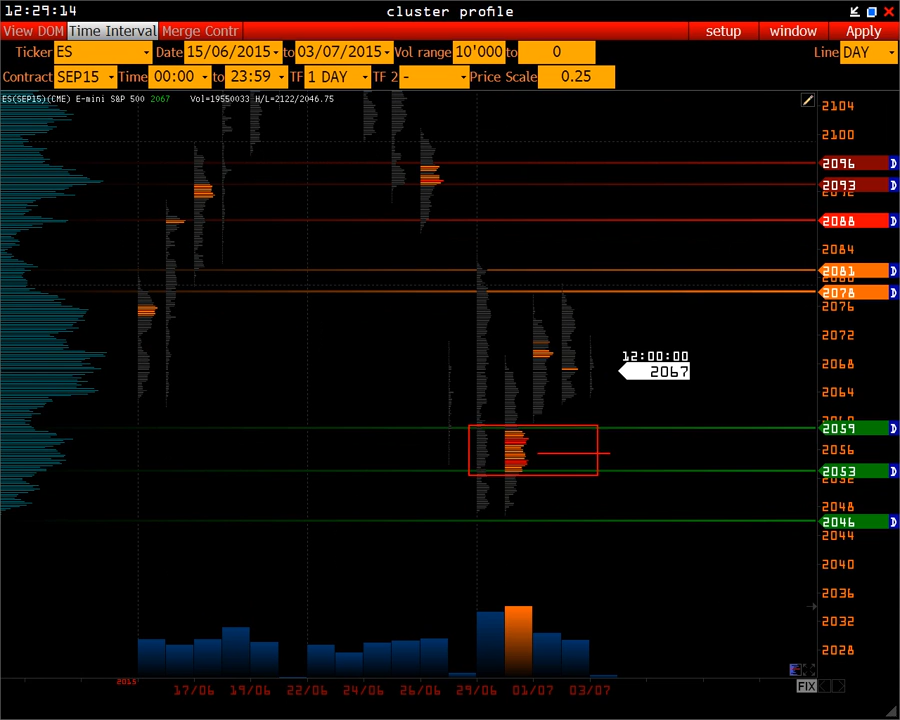 12:29:14
cluster profile
View DOM Time Interval Merge Contr setup window Apply
Ticker ES Date 15/06/2015 to 03/07/2015 Vol range 10'000 to 0 Line DAY
Contract SEP15 Time 00:00 to 23:59 TF 1 DAY TF 2 - Price Scale 0.25
ES(SEP15)(CME) E-mini S&P 500 2067 Vol=19550033 H/L=2122/2046.75
2104
2100
2096 D
2093 D
2088 D
2084
2081 D
2078 D
2076
2072
12:00:00
2068
2067
2064
2059 D
2056
2053 D
2052
2048
2046 D
2044
2040
2036
2032
2028
2015
17/06 19/06 22/06 24/06 26/06 29/06 01/07 03/07
FIX